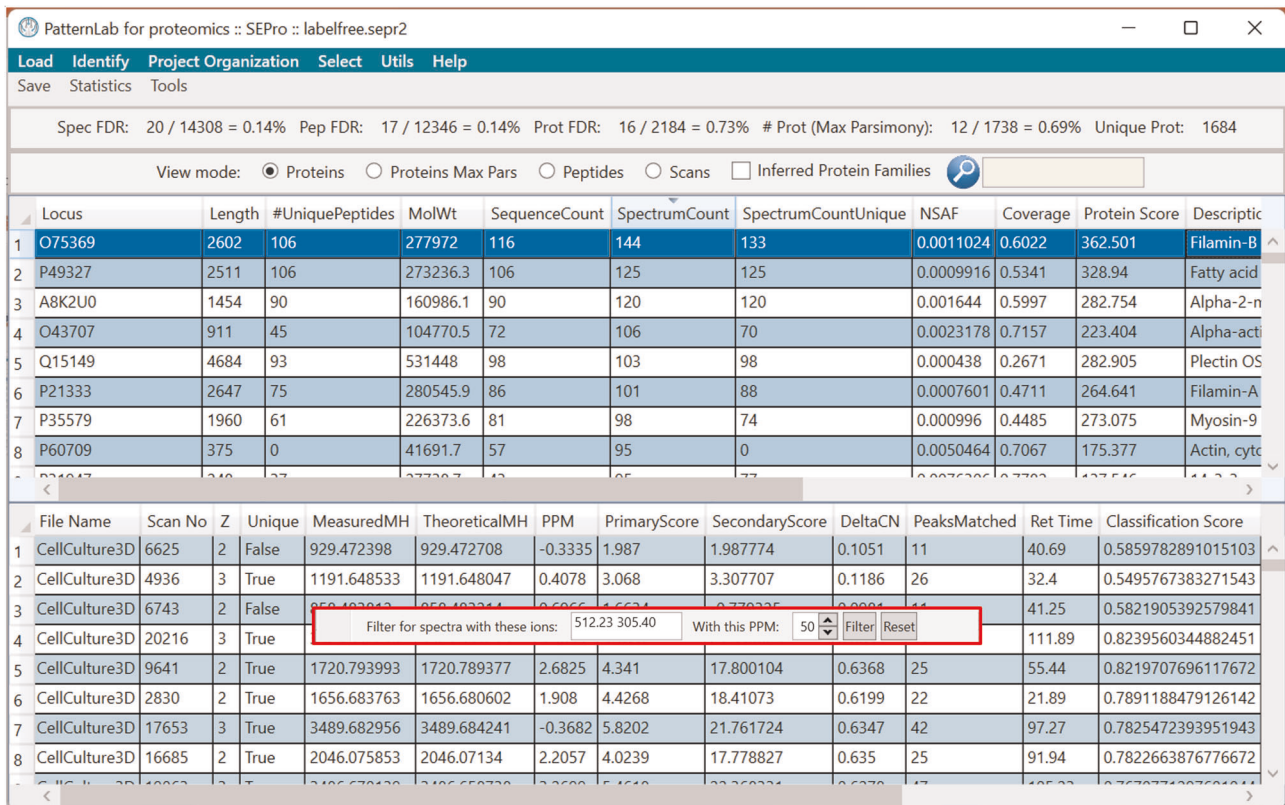 PatternLab for proteomics :: SEPro :: labelfree.sepr2
Load Identify Project Organization Select Utils Help
Save Statistics Tools
Spec FDR: 20 / 14308 = 0.14% Pep FDR: 17 / 12346 = 0.14% Prot FDR: 16 / 2184 = 0.73% # Prot (Max Parsimony): 12 / 1738 = 0.69% Unique Prot: 1684
View mode: Proteins Proteins Max Pars Peptides Scans Inferred Protein Families
Locus Length #UniquePeptides MolWt SequenceCount SpectrumCount SpectrumCountUnique NSAF Coverage Protein Score Descriptic
1 O75369 2602 106 277972 116 144 133 0.0011024 0.6022 362.501 Filamin-B
2 P49327 2511 106 273236.3 106 125 125 0.0009916 0.5341 328.94 Fatty acid
3 A8K2U0 1454 90 160986.1 90 120 120 0.001644 0.5997 282.754 Alpha-2-m
4 O43707 911 45 104770.5 72 106 70 0.0023178 0.7157 223.404 Alpha-acti
5 Q15149 4684 93 531448 98 103 98 0.000438 0.2671 282.905 Plectin OS
6 P21333 2647 75 280545.9 86 101 88 0.0007601 0.4711 264.641 Filamin-A
7 P35579 1960 61 226373.6 81 98 74 0.000996 0.4485 273.075 Myosin-9
8 P60709 375 0 41691.7 57 95 0 0.0050464 0.7067 175.377 Actin, cytc
File Name Scan No Z Unique MeasuredMH TheoreticalMH PPM PrimaryScore SecondaryScore DeltaCN PeaksMatched Ret Time Classification Score
1 CellCulture3D 6625 2 False 929.472398 929.472708 -0.3335 1.987 1.987774 0.1051 11 40.69 0.5859782891015103
2 CellCulture3D 4936 3 True 1191.648533 1191.648047 0.4078 3.068 3.307707 0.1186 26 32.4 0.5495767383271543
3 CellCulture3D 6743 2 False 41.25 0.5821905392579841
Filter for spectra with these ions: 512.23 305.40 With this PPM: 50 Filter Reset
4 CellCulture3D 20216 3 True 111.89 0.8239560344882451
5 CellCulture3D 9641 2 True 1720.793993 1720.789377 2.6825 4.341 17.800104 0.6368 25 55.44 0.8219707696117672
6 CellCulture3D 2830 2 True 1656.683763 1656.680602 1.908 4.4268 18.41073 0.6199 22 21.89 0.7891188479126142
7 CellCulture3D 17653 3 True 3489.682956 3489.684241 -0.3682 5.8202 21.761724 0.6347 42 97.27 0.7825472393951943
8 CellCulture3D 16685 2 True 2046.075853 2046.07134 2.2057 4.0239 17.778827 0.635 25 91.94 0.7822663876776672